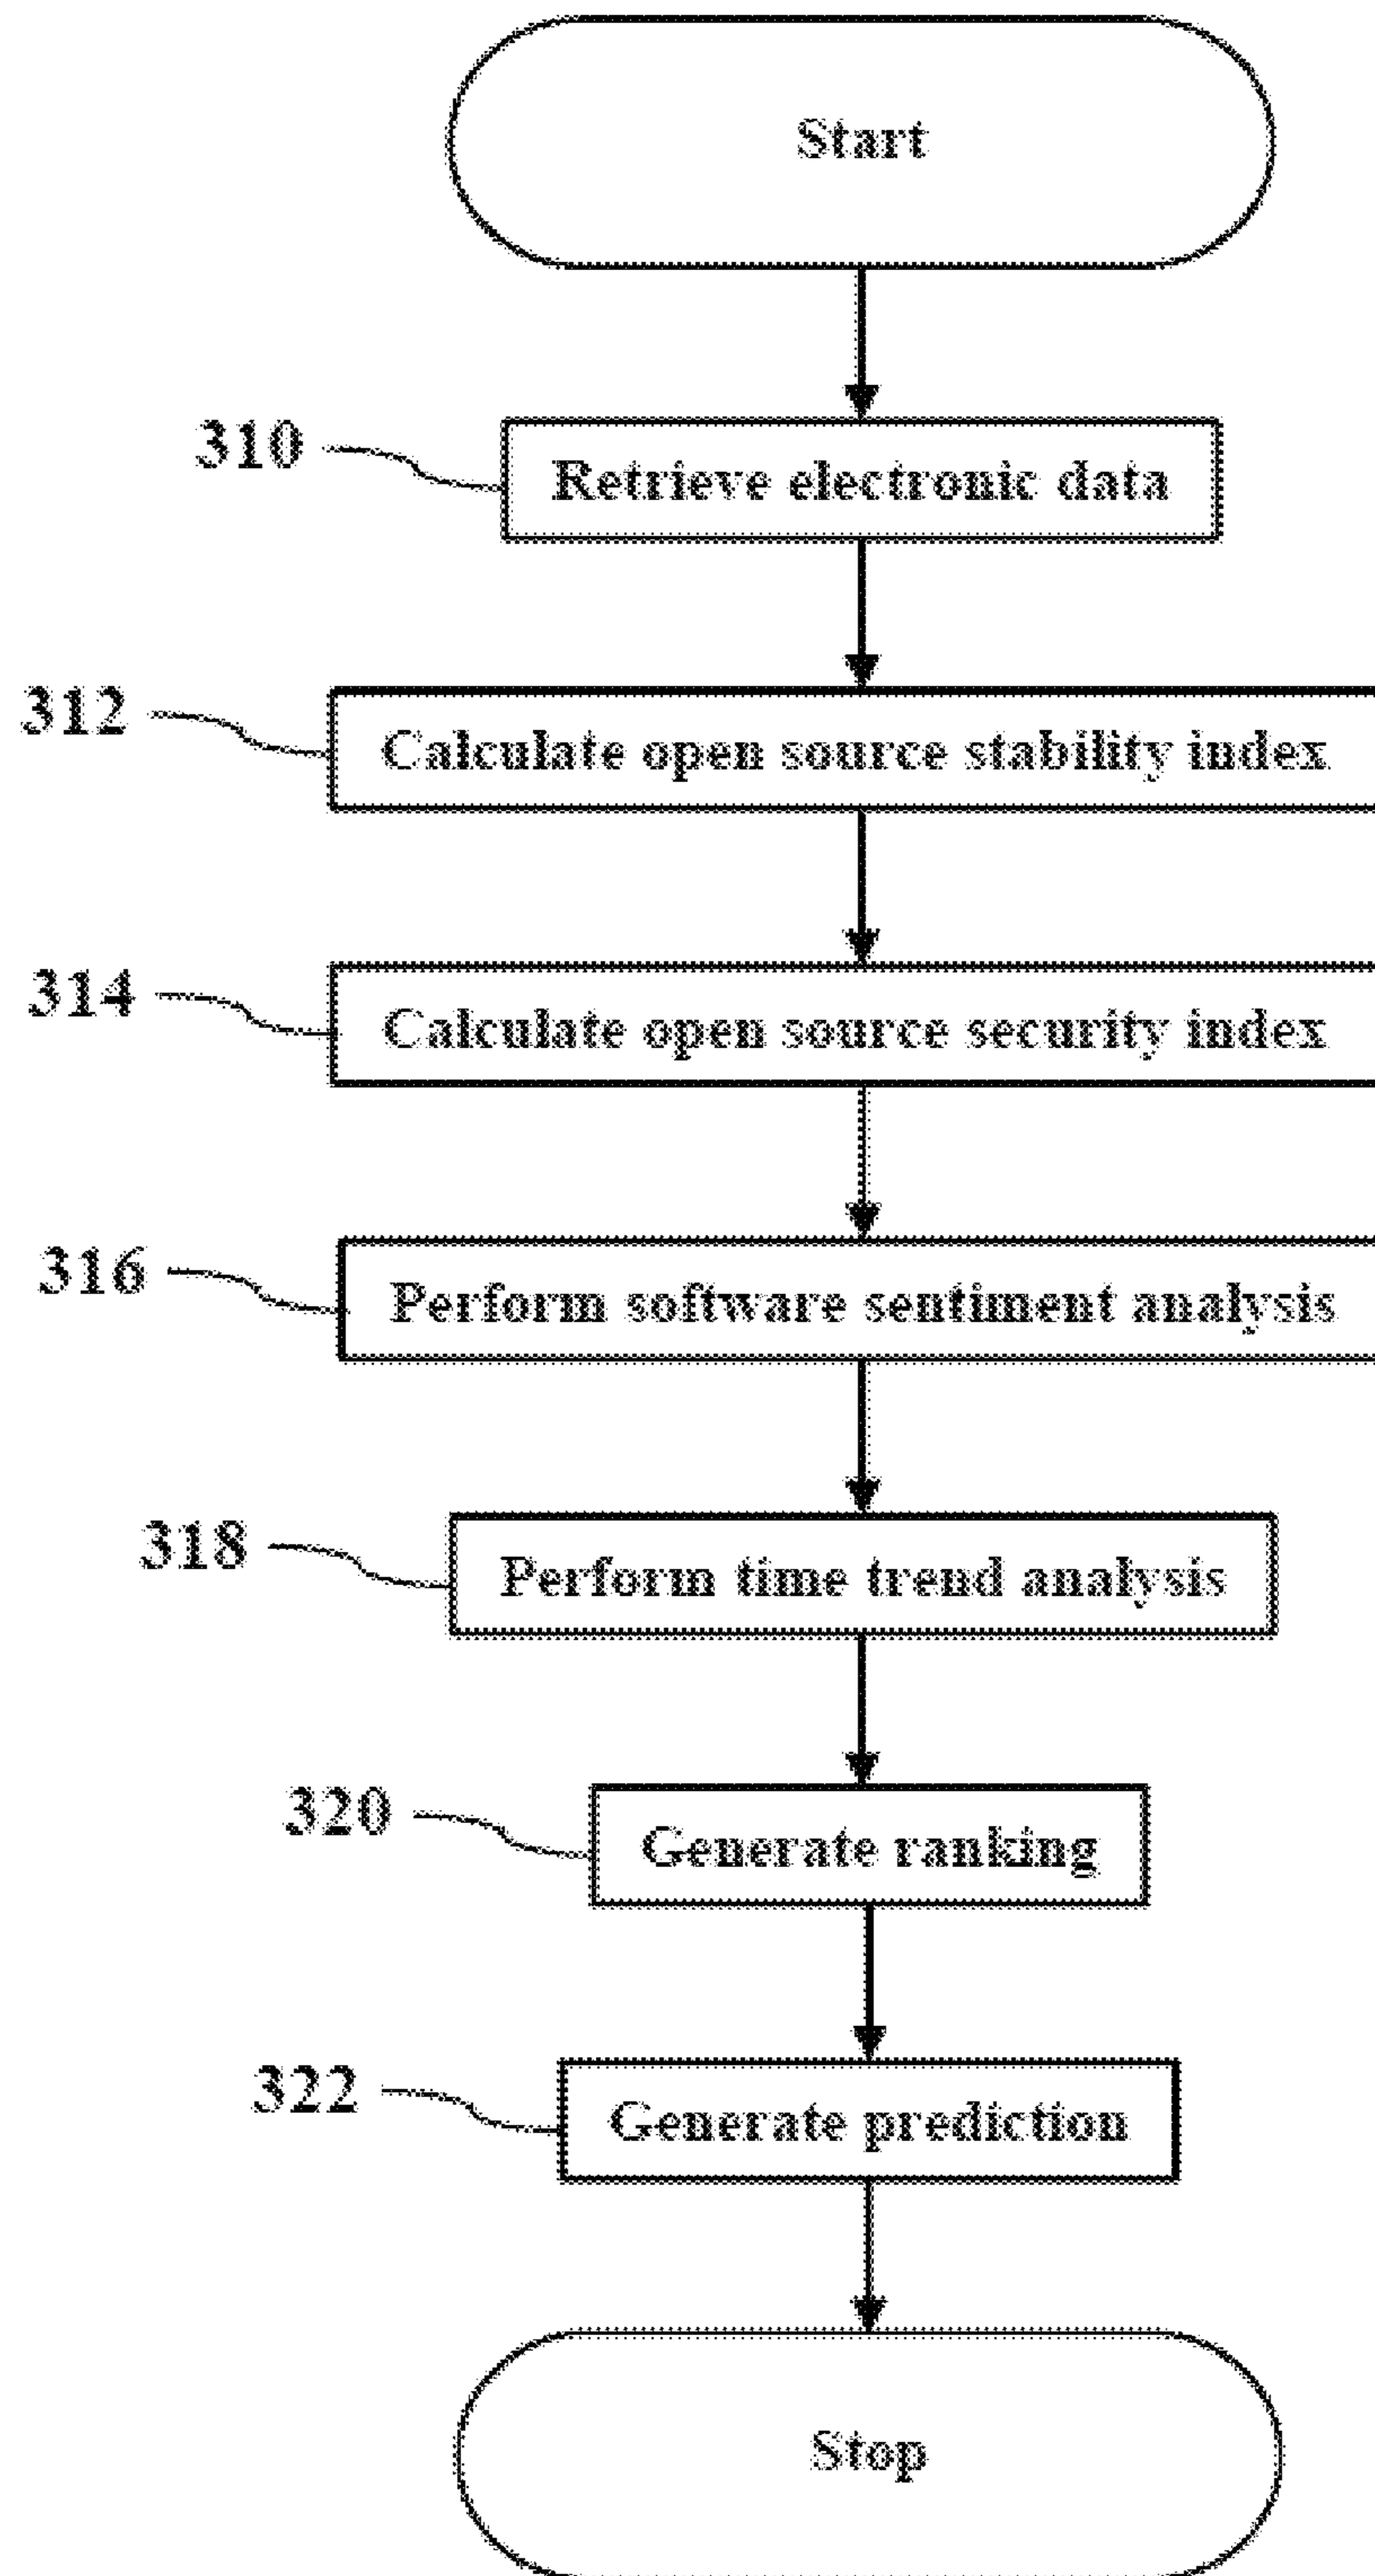 Start
310
Retrieve electronic data
312
Calculate open source stability index
314
Calculate open source security index
316
Perform software sentiment analysis
318
Perform time trend analysis
320
Generate ranking
322
Generate prediction
Stop